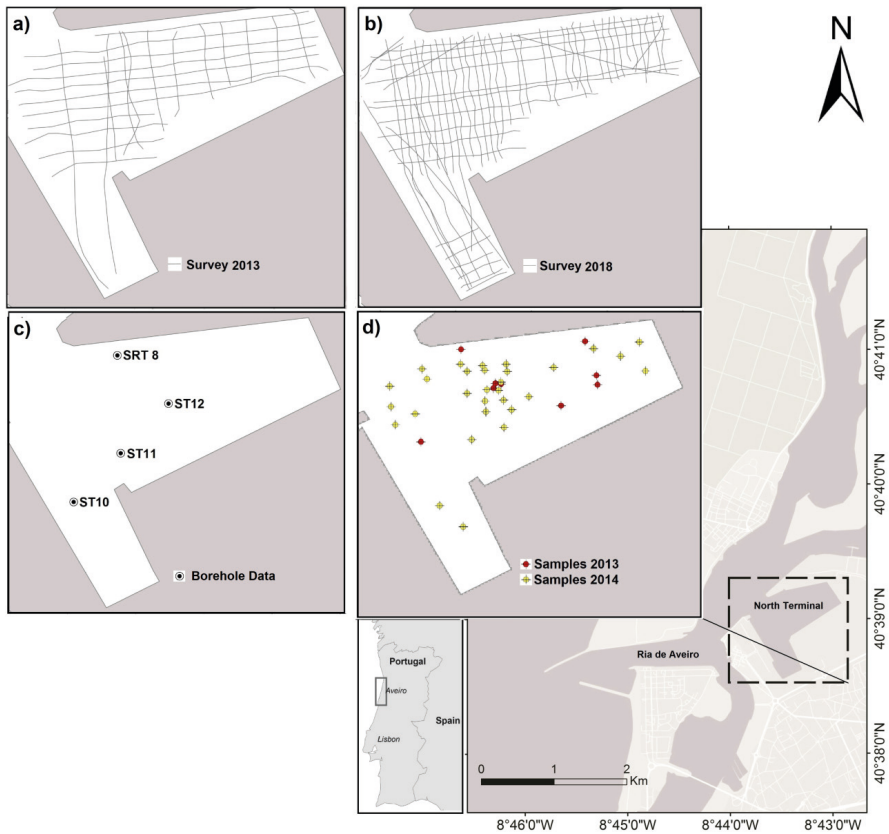 a)
Survey 2013
b)
Survey 2018
N
c)
SRT 8
ST12
ST11
ST10
Borehole Data
d)
Samples 2013
Samples 2014
Portugal
Aveiro
Spain
Lisbon
North Terminal
Ria de Aveiro
0 1 2
Km
40°41'0"N
40°40'0"N
40°39'0"N
40°38'0"N
8°46'0"W 8°45'0"W 8°44'0"W 8°43'0"W